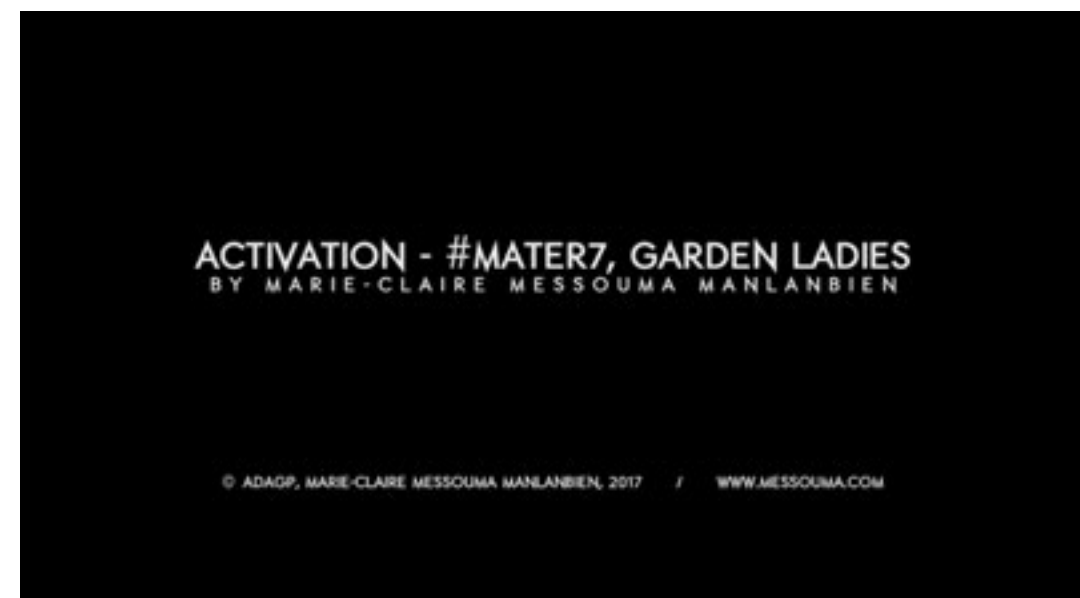 ACTIVATION - #MATER7, GARDEN LADIES
BY MARIE-CLAIRE MESSOUMA MANLANBIEN
© ADAGP, MARIE-CLAIRE MESSOUMA MANLANBIEN, 2017 / WWW.MESSOUMA.COM